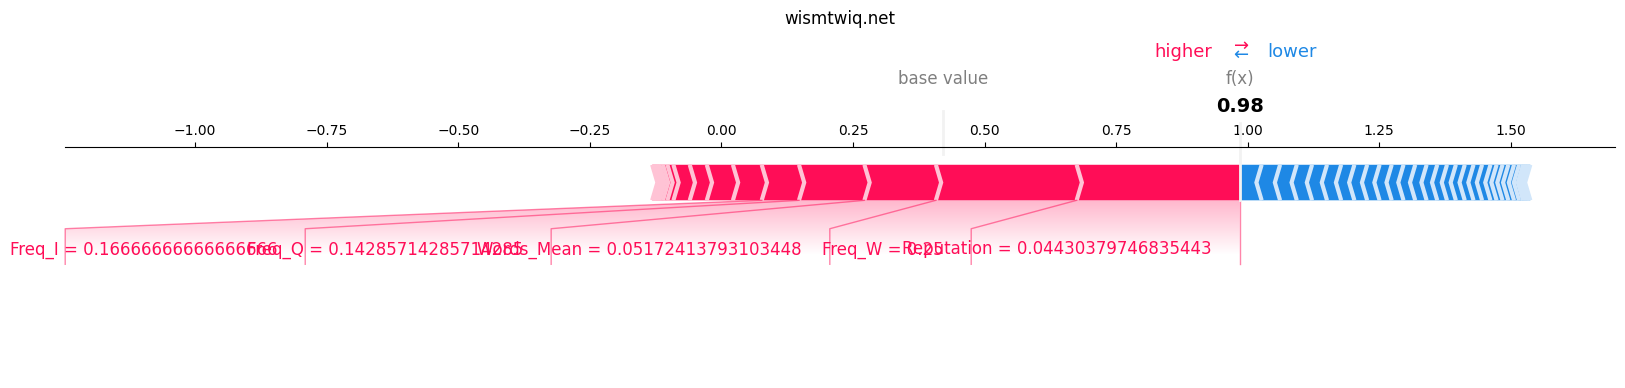 wismtwiq.net
higher ⇄ lower
base value f(x)
0.98
−1.00 −0.75 −0.50 −0.25 0.00 0.25 0.50 0.75 1.00 1.25 1.50
Freq_I = 0.16666666666666666 Freq_Q = 0.14285714285714285 Words_Mean = 0.05172413793103448 Freq_W = 0.25 Reputation = 0.04430379746835443